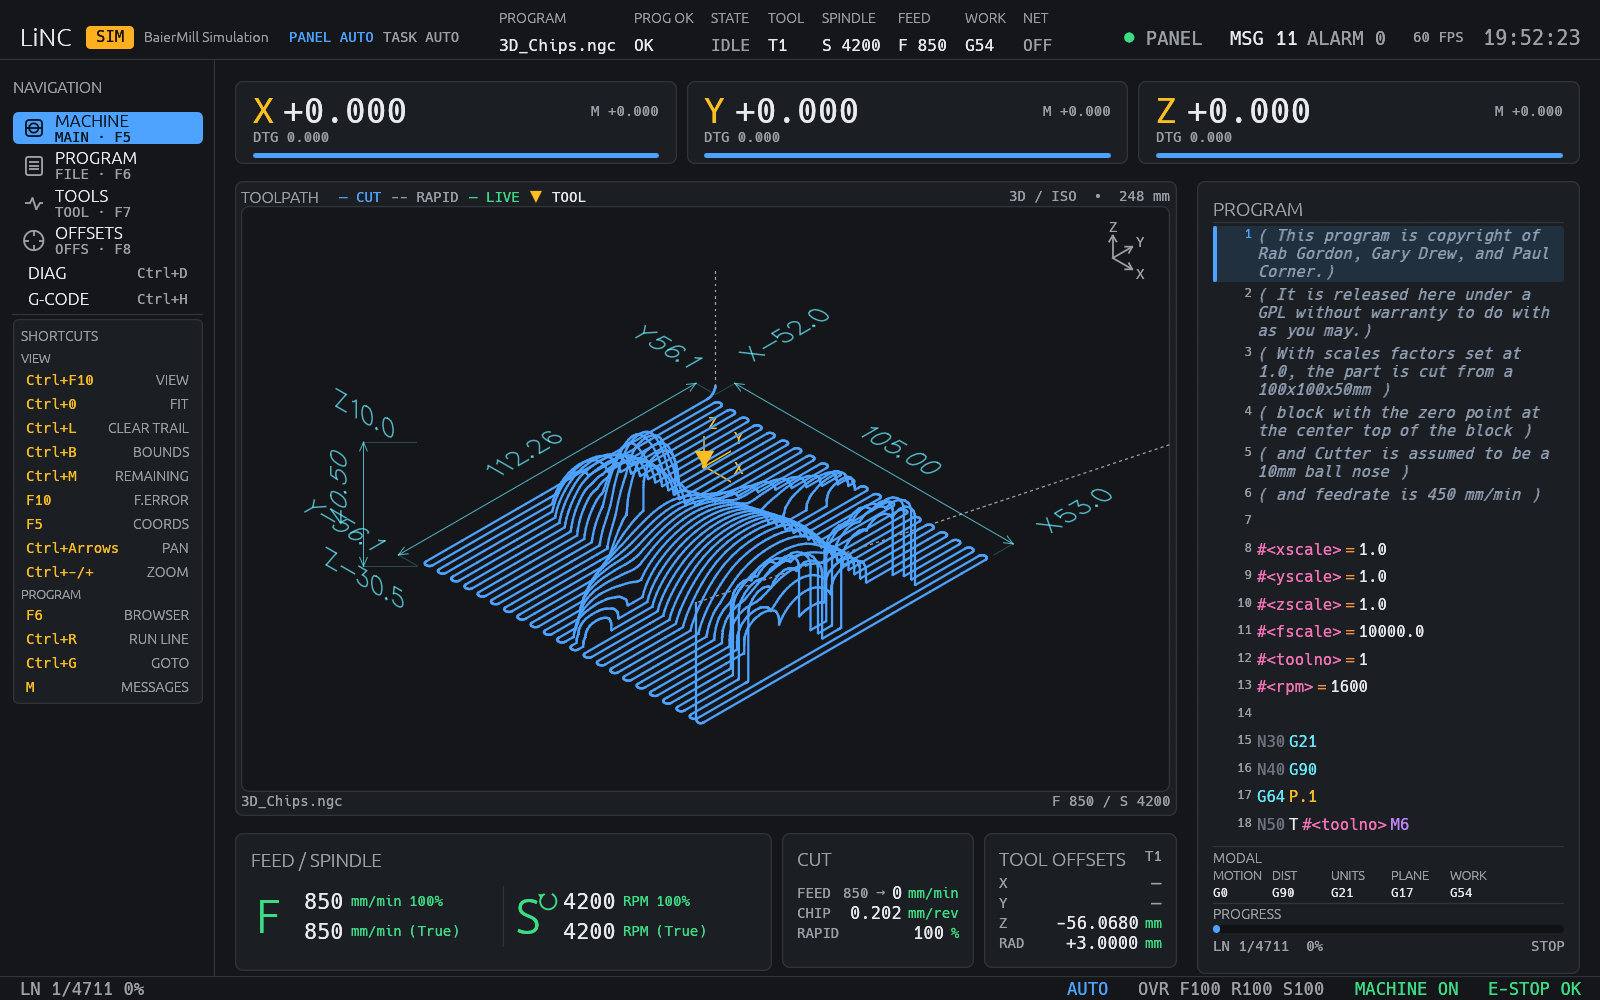 LiNC SIM BaierMill Simulation PANEL AUTO TASK AUTO
PROGRAM PROG OK STATE TOOL SPINDLE FEED WORK NET
3D_Chips.ngc OK IDLE T1 S 4200 F 850 G54 OFF
PANEL MSG 11 ALARM 0 60 FPS 19:52:23
NAVIGATION
MACHINE
MAIN · F5
PROGRAM
FILE · F6
TOOLS
TOOL · F7
OFFSETS
OFFS · F8
DIAG Ctrl+D
G-CODE Ctrl+H
SHORTCUTS
VIEW
Ctrl+F10 VIEW
Ctrl+0 FIT
Ctrl+L CLEAR TRAIL
Ctrl+B BOUNDS
Ctrl+M REMAINING
F10 F.ERROR
F5 COORDS
Ctrl+Arrows PAN
Ctrl+-/+ ZOOM
PROGRAM
F6 BROWSER
Ctrl+R RUN LINE
Ctrl+G GOTO
M MESSAGES
X +0.000 M +0.000
DTG 0.000
Y +0.000 M +0.000
DTG 0.000
Z +0.000 M +0.000
DTG 0.000
TOOLPATH — CUT -- RAPID — LIVE ▼ TOOL 3D / ISO • 248 mm
Z
Y
X
Y56.1
X-52.0
Z10.0
112.26
105.00
40.50
Y-56.1
Z-30.5
X53.0
Z
Y
X
3D_Chips.ngc F 850 / S 4200
FEED / SPINDLE
F 850 mm/min 100%
850 mm/min (True)
S 4200 RPM 100%
4200 RPM (True)
CUT
FEED 850 → 0 mm/min
CHIP 0.202 mm/rev
RAPID 100 %
TOOL OFFSETS T1
X —
Y —
Z -56.0680 mm
RAD +3.0000 mm
PROGRAM
1 ( This program is copyright of
Rab Gordon, Gary Drew, and Paul
Corner.)
2 ( It is released here under a
GPL without warranty to do with
as you may.)
3 ( With scales factors set at
1.0, the part is cut from a
100x100x50mm )
4 ( block with the zero point at
the center top of the block )
5 ( and Cutter is assumed to be a
10mm ball nose )
6 ( and feedrate is 450 mm/min )
7
8 #<xscale> = 1.0
9 #<yscale> = 1.0
10 #<zscale> = 1.0
11 #<fscale> = 10000.0
12 #<toolno> = 1
13 #<rpm> = 1600
14
15 N30 G21
16 N40 G90
17 G64 P.1
18 N50 T #<toolno> M6
MODAL
MOTION DIST UNITS PLANE WORK
G0 G90 G21 G17 G54
PROGRESS
LN 1/4711 0% STOP
LN 1/4711 0% AUTO OVR F100 R100 S100 MACHINE ON E-STOP OK